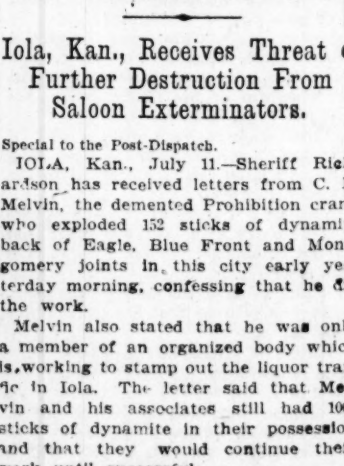 Iola, Kan., Receives Threat
Further Destruction From
Saloon Exterminators.
Special to the Post-Dispatch.
IOLA, Kan., July 11.—Sheriff Ric
ardson has received letters from C.
Melvin, the demented Prohibition cran
who exploded 152 sticks of dynami
back of Eagle, Blue Front and Mon
gomery joints in this city early ye
terday morning, confessing that he
the work.
Melvin also stated that he was onl
a member of an organized body whic
is working to stamp out the liquor tra
fic in Iola. The letter said that Me
vin and his associates still had 10
sticks of dynamite in their possessio
and that they would continue the
work until successful